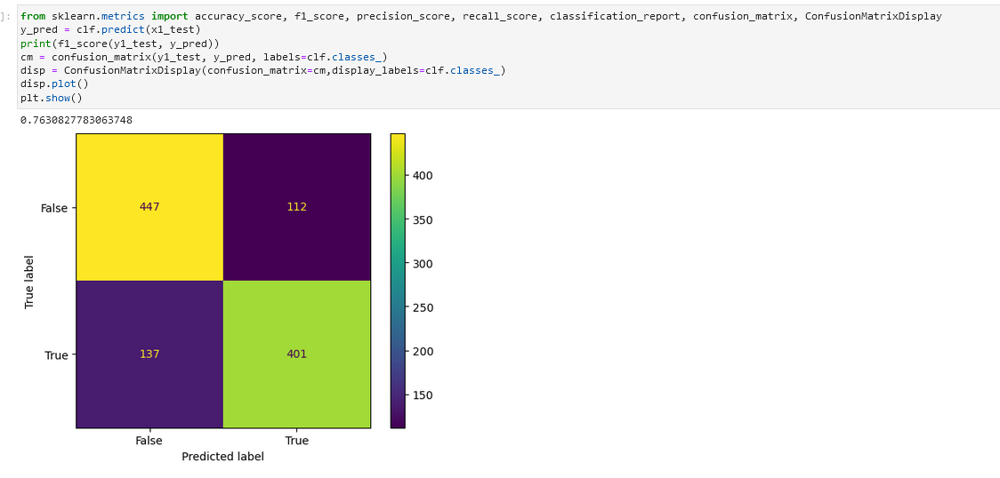 ]:
from sklearn.metrics import accuracy_score, f1_score, precision_score, recall_score, classification_report, confusion_matrix, ConfusionMatrixDisplay
y_pred = clf.predict(x1_test)
print(f1_score(y1_test, y_pred))
cm = confusion_matrix(y1_test, y_pred, labels=clf.classes_)
disp = ConfusionMatrixDisplay(confusion_matrix=cm,display_labels=clf.classes_)
disp.plot()
plt.show()
0.7630827783063748
False
447
112
True
137
401
True label
False
True
Predicted label
400
350
300
250
200
150